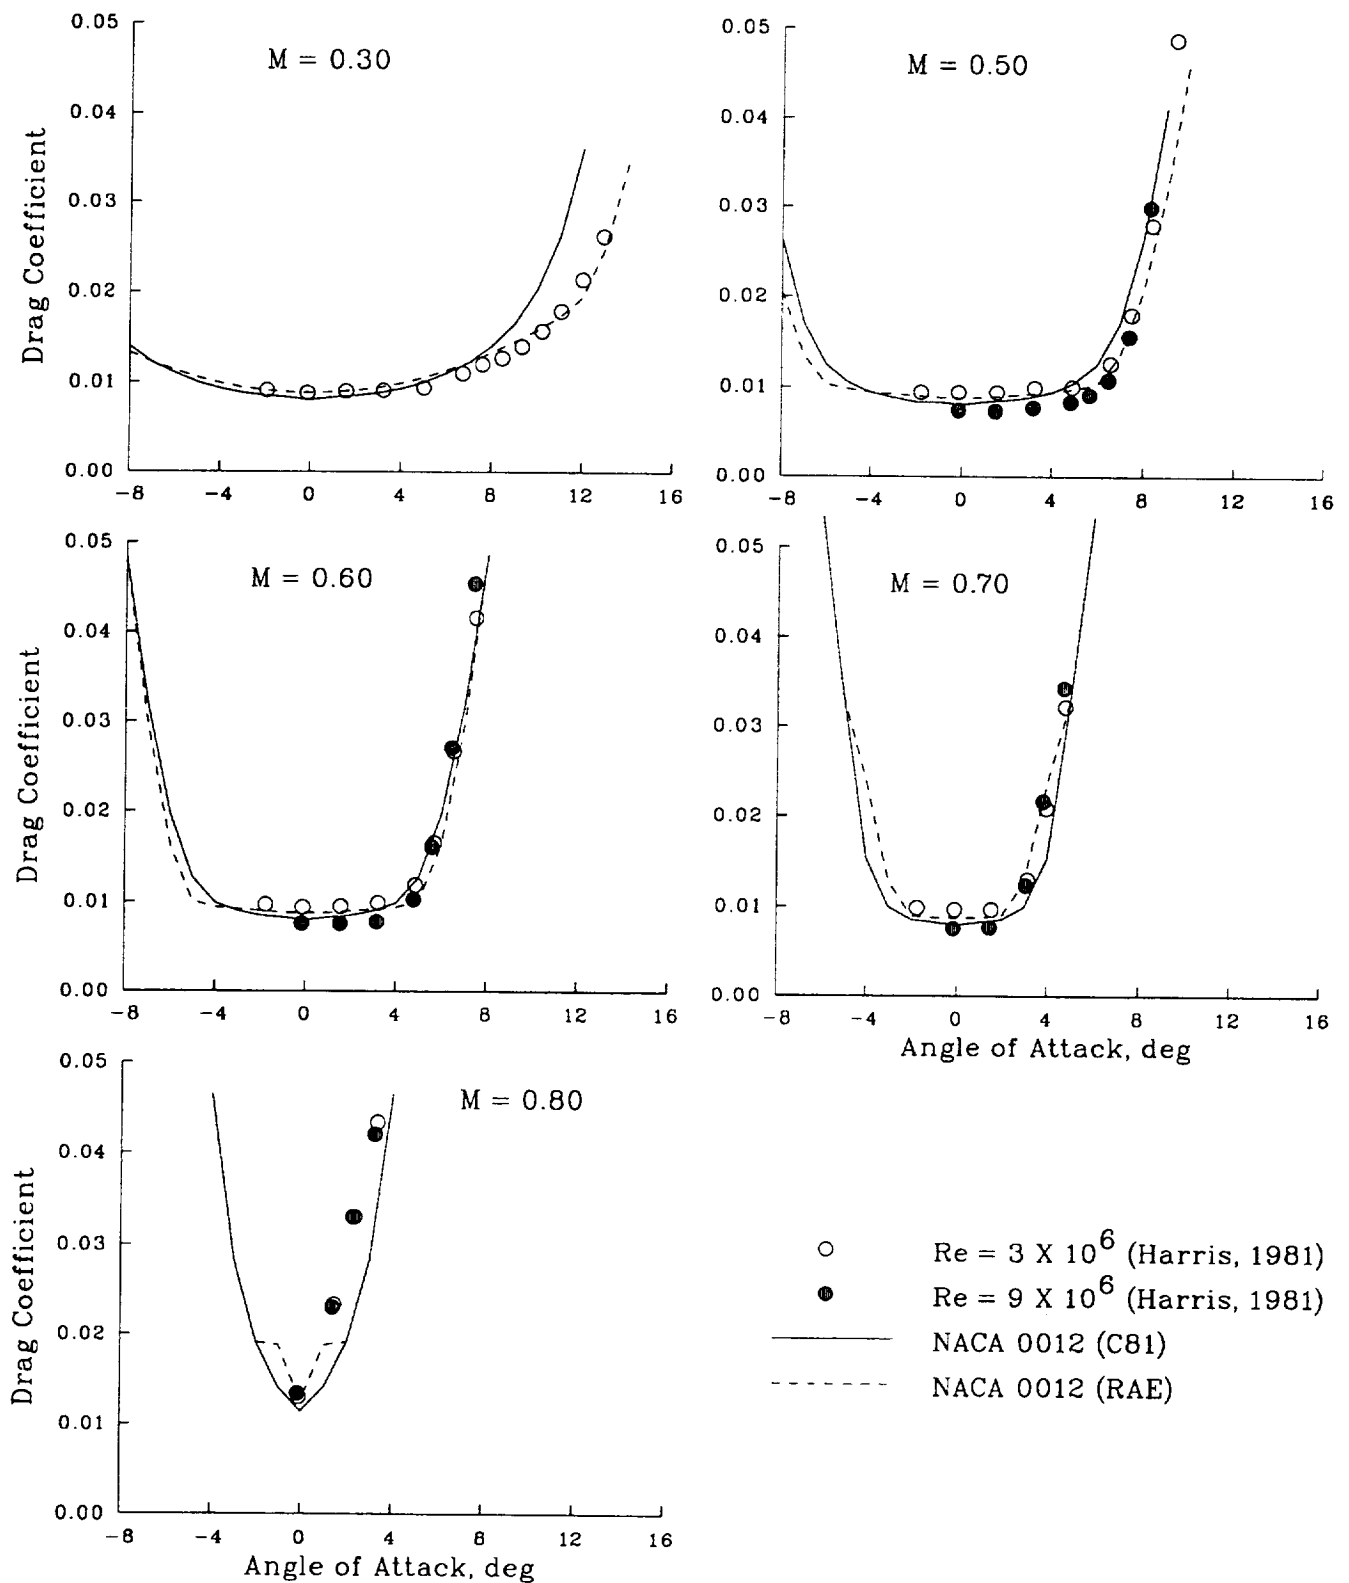 M = 0.30
Drag Coefficient
0.05
0.04
0.03
0.02
0.01
0.00
-8 -4 0 4 8 12 16
M = 0.50
0.05
0.04
0.03
0.02
0.01
0.00
-8 -4 0 4 8 12 16
M = 0.60
Drag Coefficient
0.05
0.04
0.03
0.02
0.01
0.00
-8 -4 0 4 8 12 16
M = 0.70
0.05
0.04
0.03
0.02
0.01
0.00
-8 -4 0 4 8 12 16
Angle of Attack, deg
M = 0.80
Drag Coefficient
0.05
0.04
0.03
0.02
0.01
0.00
-8 -4 0 4 8 12 16
Angle of Attack, deg
Re = 3 X 10⁶ (Harris, 1981)
Re = 9 X 10⁶ (Harris, 1981)
NACA 0012 (C81)
NACA 0012 (RAE)